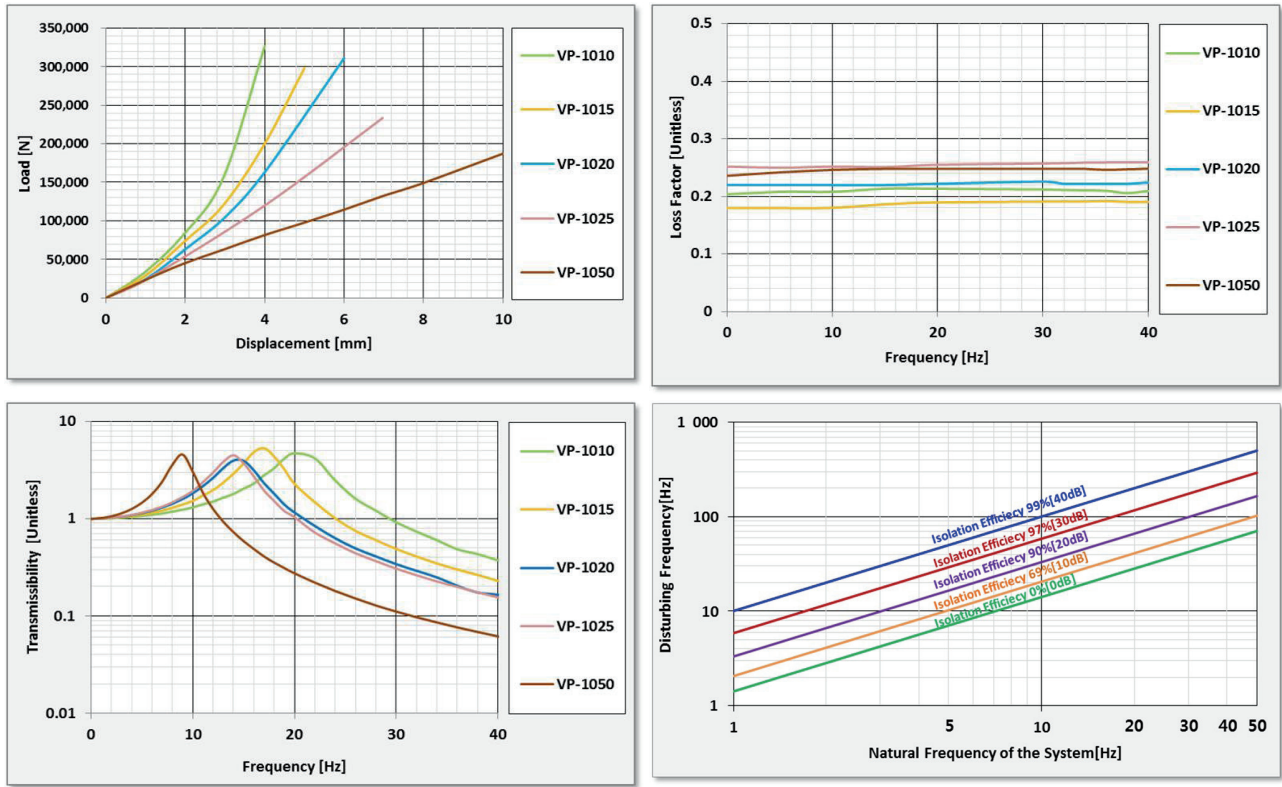 350,000
300,000
250,000
200,000
150,000
100,000
50,000
0
Load [N]
0 2 4 6 8 10
Displacement [mm]
VP-1010
VP-1015
VP-1020
VP-1025
VP-1050
0.5
0.4
0.3
0.2
0.1
0
Loss Factor [Unitless]
0 10 20 30 40
Frequency [Hz]
VP-1010
VP-1015
VP-1020
VP-1025
VP-1050
10
1
0.1
0.01
Transmissibility [Unitless]
0 10 20 30 40
Frequency [Hz]
VP-1010
VP-1015
VP-1020
VP-1025
VP-1050
1 000
100
10
1
Disturbing Frequency[Hz]
Isolation Efficiecy 99%[40dB]
Isolation Efficiecy 97%[30dB]
Isolation Efficiecy 90%[20dB]
Isolation Efficiecy 69%[10dB]
Isolation Efficiecy 0%[0dB]
1 5 10 20 30 40 50
Natural Frequency of the System[Hz]